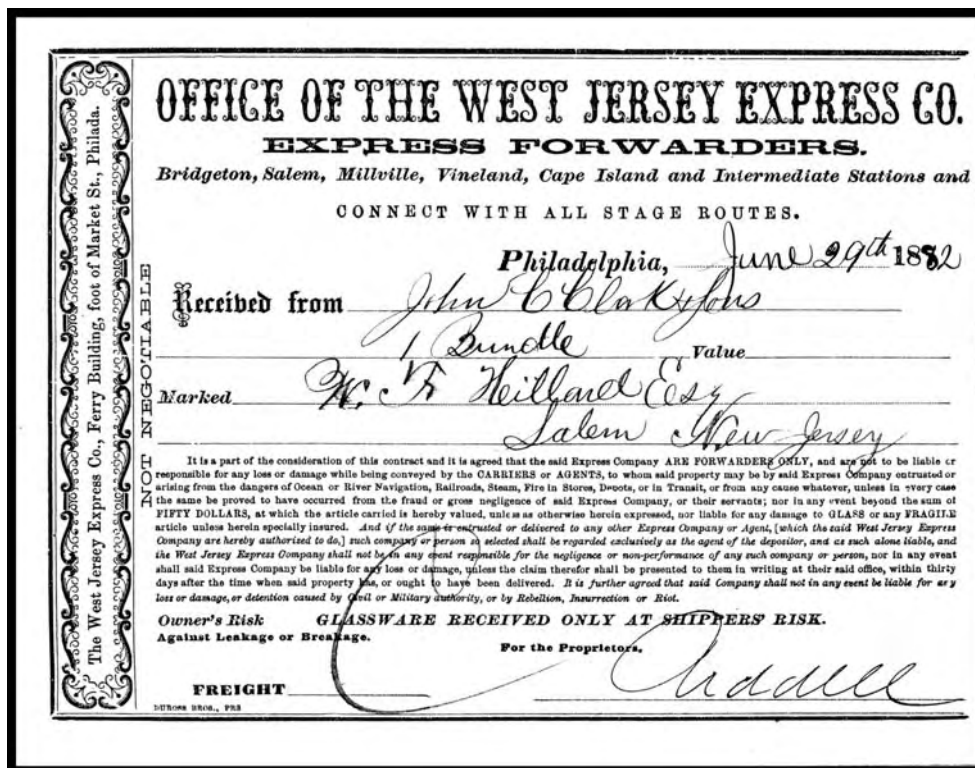 OFFICE OF THE WEST JERSEY EXPRESS CO.
EXPRESS FORWARDERS.
Bridgeton, Salem, Millville, Vineland, Cape Island and Intermediate Stations and
CONNECT WITH ALL STAGE ROUTES.
Philadelphia, June 29th 1882
Received from John C Clark & Sons
1 Bundle Value
Marked W. F. Hillard Esq
Salem New Jersey
It is a part of the consideration of this contract and it is agreed that the said Express Company ARE FORWARDERS ONLY, and are not to be liable or
responsible for any loss or damage while being conveyed by the CARRIERS or AGENTS, to whom said property may be by said Express Company entrusted or
arising from the dangers of Ocean or River Navigation, Railroads, Steam, Fire in Stores, Depots, or in Transit, or from any cause whatever, unless in every case
the same be proved to have occurred from the fraud or gross negligence of said Express Company, or their servants; nor in any event beyond the sum of
FIFTY DOLLARS, at which the article carried is hereby valued, unless otherwise herein expressed, nor liable for any damage to GLASS or any FRAGILE
article unless herein specially insured. And if the same is entrusted or delivered to any other Express Company or Agent, [which the said West Jersey Express
Company are hereby authorized to do,] such company or person so selected shall be regarded exclusively as the agent of the depositor, and as such alone liable, and
the West Jersey Express Company shall not be in any event responsible for the negligence or non-performance of any such company or person, nor in any event
shall said Express Company be liable for any loss or damage, unless the claim therefor shall be presented to them in writing at their said office, within thirty
days after the time when said property has, or ought to have been delivered. It is further agreed that said Company shall not in any event be liable for any
loss or damage, or detention caused by Civil or Military authority, or by Rebellion, Insurrection or Riot.
Owner's Risk GLASSWARE RECEIVED ONLY AT SHIPPERS' RISK.
Against Leakage or Breakage.
For the Proprietors,
FREIGHT
DUROSS BROS., PRS
NOT NEGOTIABLE
The West Jersey Express Co., Ferry Building, foot of Market St., Philada.